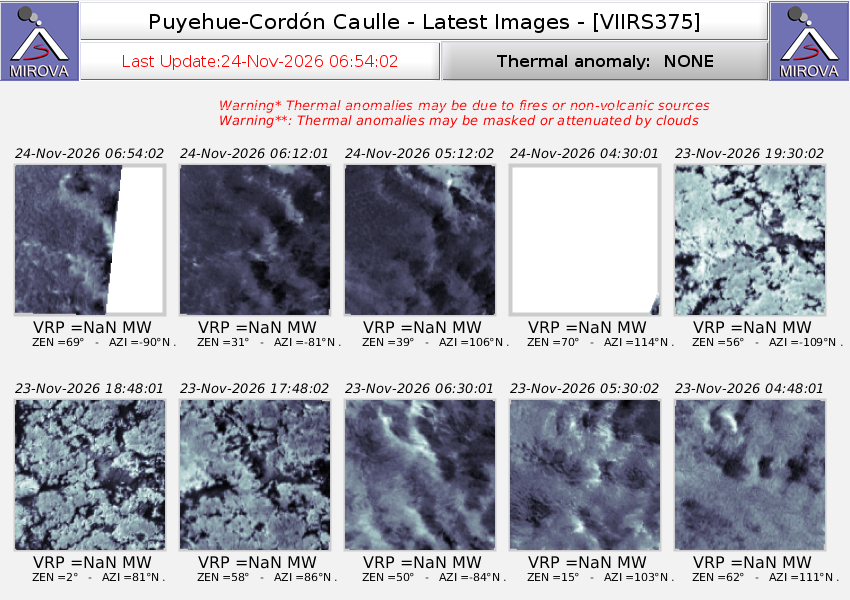 Puyehue-Cordón Caulle - Latest Images - [VIIRS375]
MIROVA
Last Update:24-Nov-2026 06:54:02
Thermal anomaly: NONE
MIROVA
Warning* Thermal anomalies may be due to fires or non-volcanic sources
Warning**: Thermal anomalies may be masked or attenuated by clouds
24-Nov-2026 06:54:02
24-Nov-2026 06:12:01
24-Nov-2026 05:12:02
24-Nov-2026 04:30:01
23-Nov-2026 19:30:02
VRP =NaN MW
VRP =NaN MW
VRP =NaN MW
VRP =NaN MW
VRP =NaN MW
ZEN =69° - AZI =-90°N .
ZEN =31° - AZI =-81°N .
ZEN =39° - AZI =106°N .
ZEN =70° - AZI =114°N .
ZEN =56° - AZI =-109°N .
23-Nov-2026 18:48:01
23-Nov-2026 17:48:02
23-Nov-2026 06:30:01
23-Nov-2026 05:30:02
23-Nov-2026 04:48:01
VRP =NaN MW
VRP =NaN MW
VRP =NaN MW
VRP =NaN MW
VRP =NaN MW
ZEN =2° - AZI =81°N .
ZEN =58° - AZI =86°N .
ZEN =50° - AZI =-84°N .
ZEN =15° - AZI =103°N .
ZEN =62° - AZI =111°N .